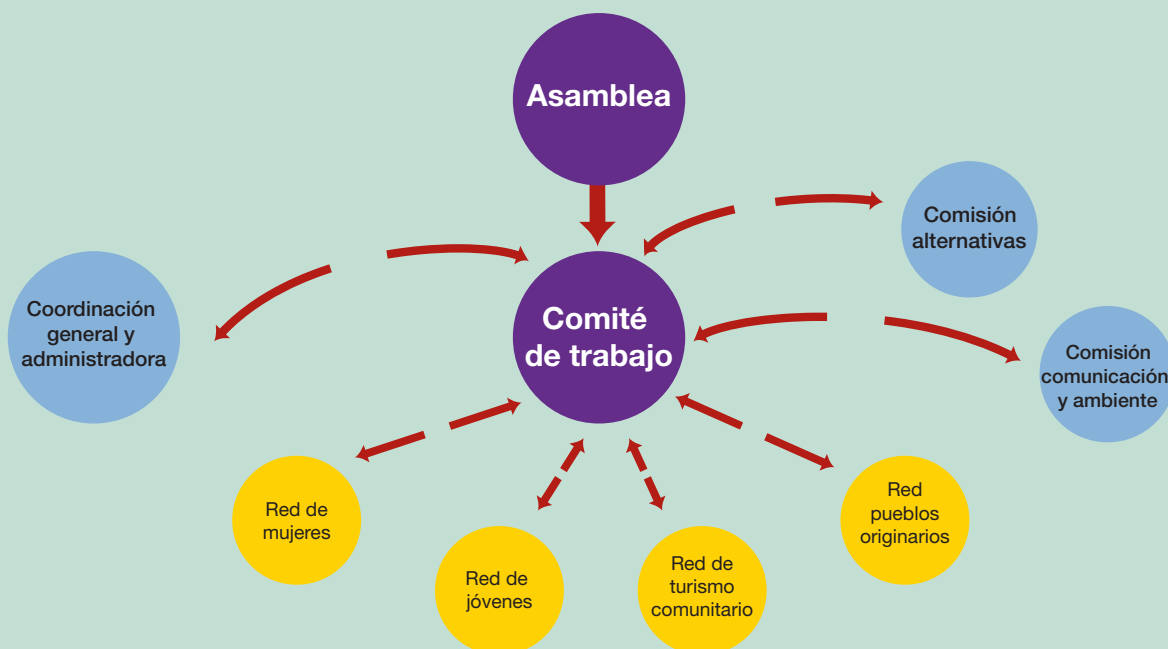 Asamblea
Comisión
alternativas
Coordinación
general y
administradora
Comité
de trabajo
Comisión
comunicación
y ambiente
Red de
mujeres
Red de
jóvenes
Red de
turismo
comunitario
Red
pueblos
originarios